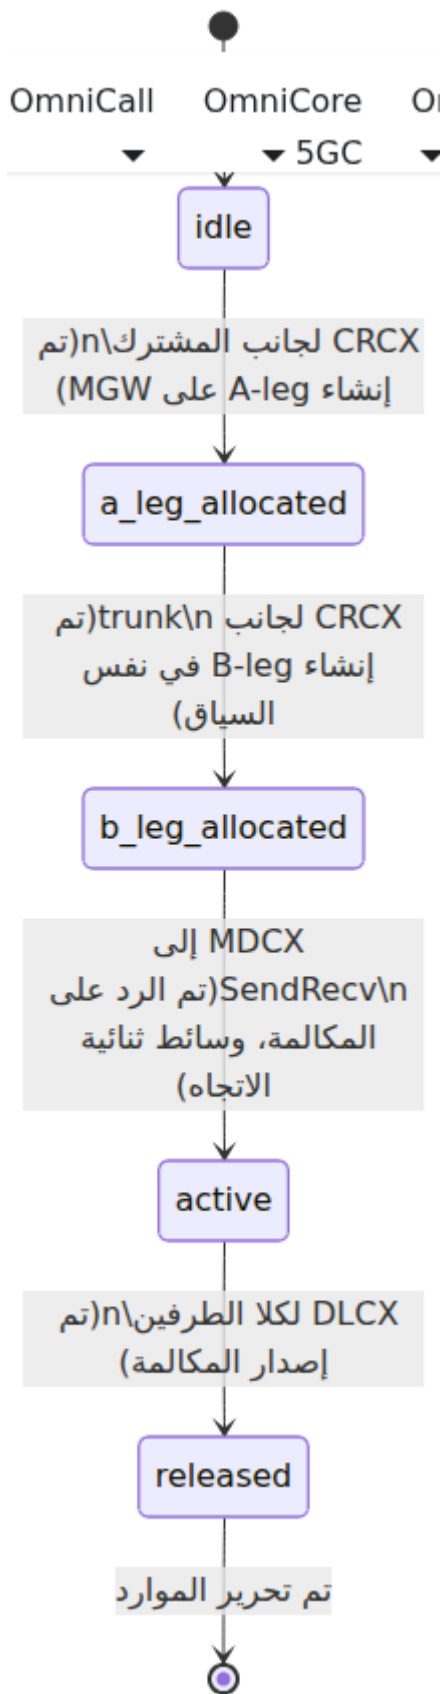 OmniCall OmniCore
5GC
idle
CRCX لجانب المشترك\n(تم
إنشاء A-leg على MGW)
a_leg_allocated
CRCX لجانب trunk\n(تم
إنشاء B-leg في نفس
السياق)
b_leg_allocated
MDCX إلى
SendRecv\n(تم الرد على
المكالمة، وسائط ثنائية
الاتجاه)
active
DLCX لكلا الطرفين\n(تم
إصدار المكالمة)
released
تم تحرير الموارد